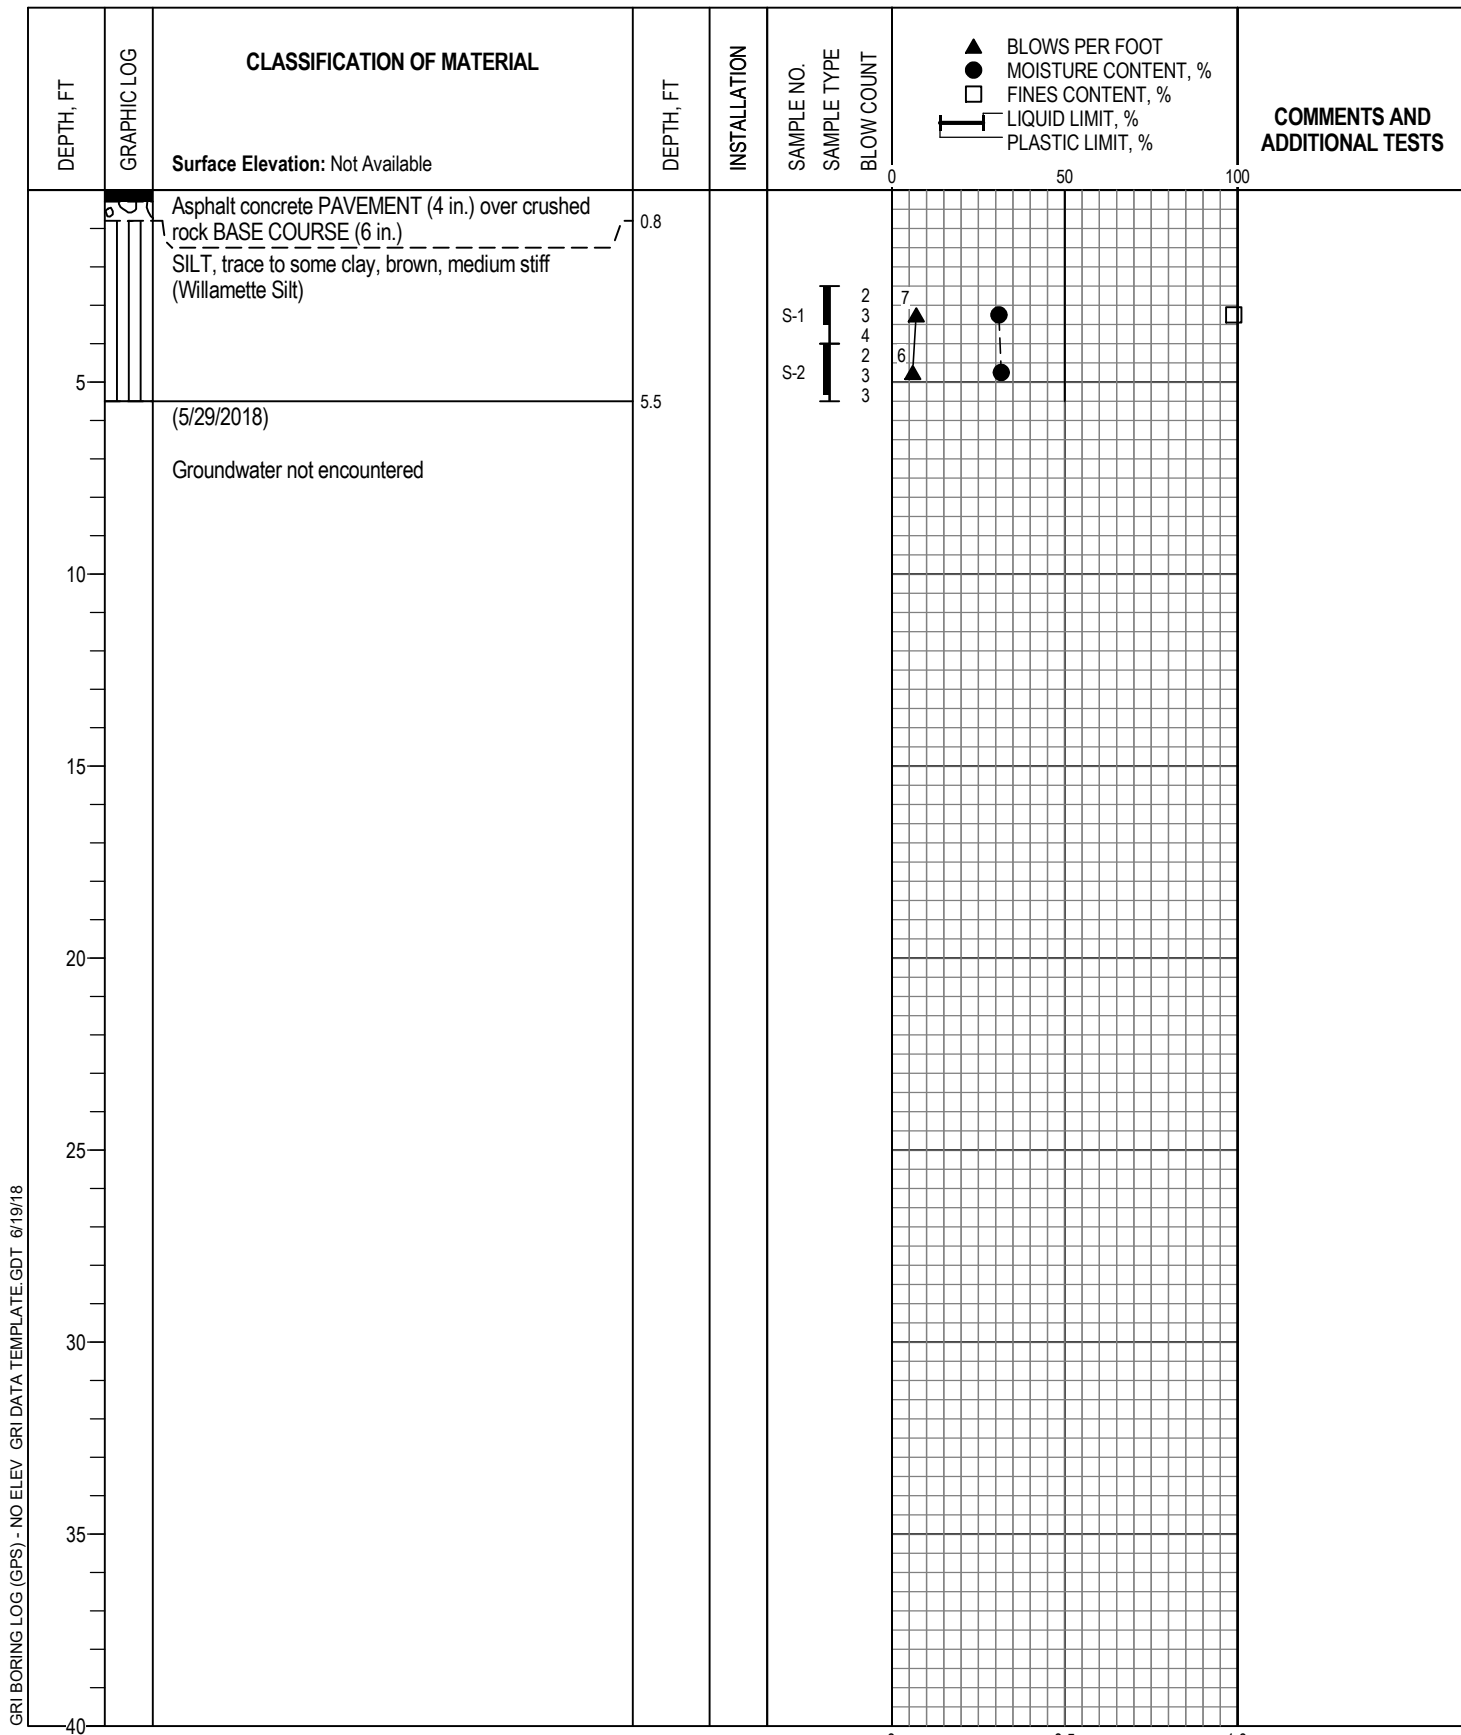 DEPTH, FT
GRAPHIC LOG
CLASSIFICATION OF MATERIAL
Surface Elevation: Not Available
DEPTH, FT
INSTALLATION
SAMPLE NO.
SAMPLE TYPE
BLOW COUNT
BLOWS PER FOOT
MOISTURE CONTENT, %
FINES CONTENT, %
LIQUID LIMIT, %
PLASTIC LIMIT, %
0 50 100
COMMENTS AND
ADDITIONAL TESTS
Asphalt concrete PAVEMENT (4 in.) over crushed
rock BASE COURSE (6 in.)
0.8
SILT, trace to some clay, brown, medium stiff
(Willamette Silt)
S-1
2
3
4
7
S-2
2
3
3
6
5
5.5
(5/29/2018)
Groundwater not encountered
10
15
20
25
30
35
40
GRI BORING LOG (GPS) - NO ELEV GRI DATA TEMPLATE.GDT 6/19/18